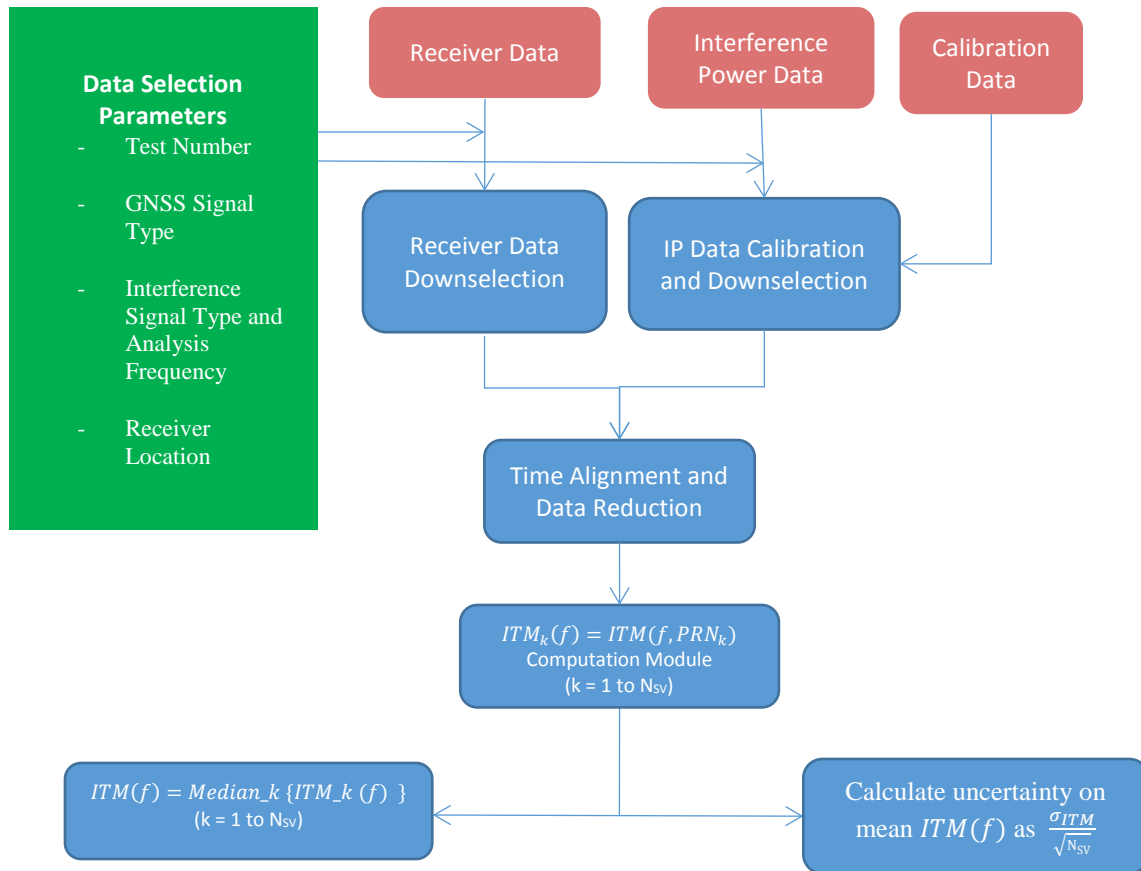 Receiver Data
Interference
Power Data
Calibration
Data
Data Selection
Parameters
- Test Number
- GNSS Signal
Type
- Interference
Signal Type and
Analysis
Frequency
- Receiver
Location
Receiver Data
Downselection
IP Data Calibration
and Downselection
Time Alignment and
Data Reduction
ITMₖ(f) = ITM(f, PRNₖ)
Computation Module
(k = 1 to N_SV)
ITM(f) = Median_k {ITM_k (f) }
(k = 1 to N_SV)
Calculate uncertainty on
mean ITM(f) as σ_ITM/√N_SV